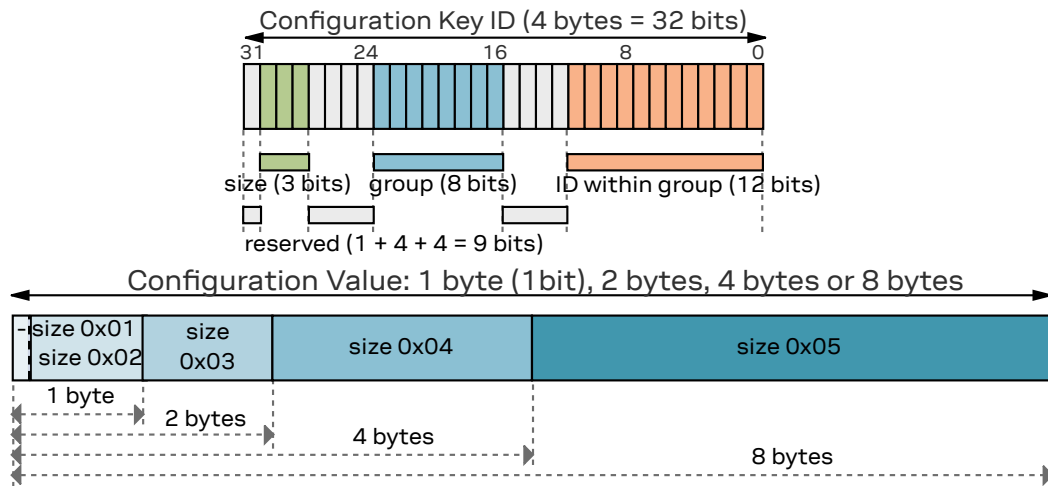 Configuration Key ID (4 bytes = 32 bits)
31 24 16 8 0
size (3 bits) group (8 bits) ID within group (12 bits)
reserved (1 + 4 + 4 = 9 bits)
Configuration Value: 1 byte (1bit), 2 bytes, 4 bytes or 8 bytes
size 0x01
size 0x02
size
0x03
size 0x04
size 0x05
1 byte
2 bytes
4 bytes
8 bytes